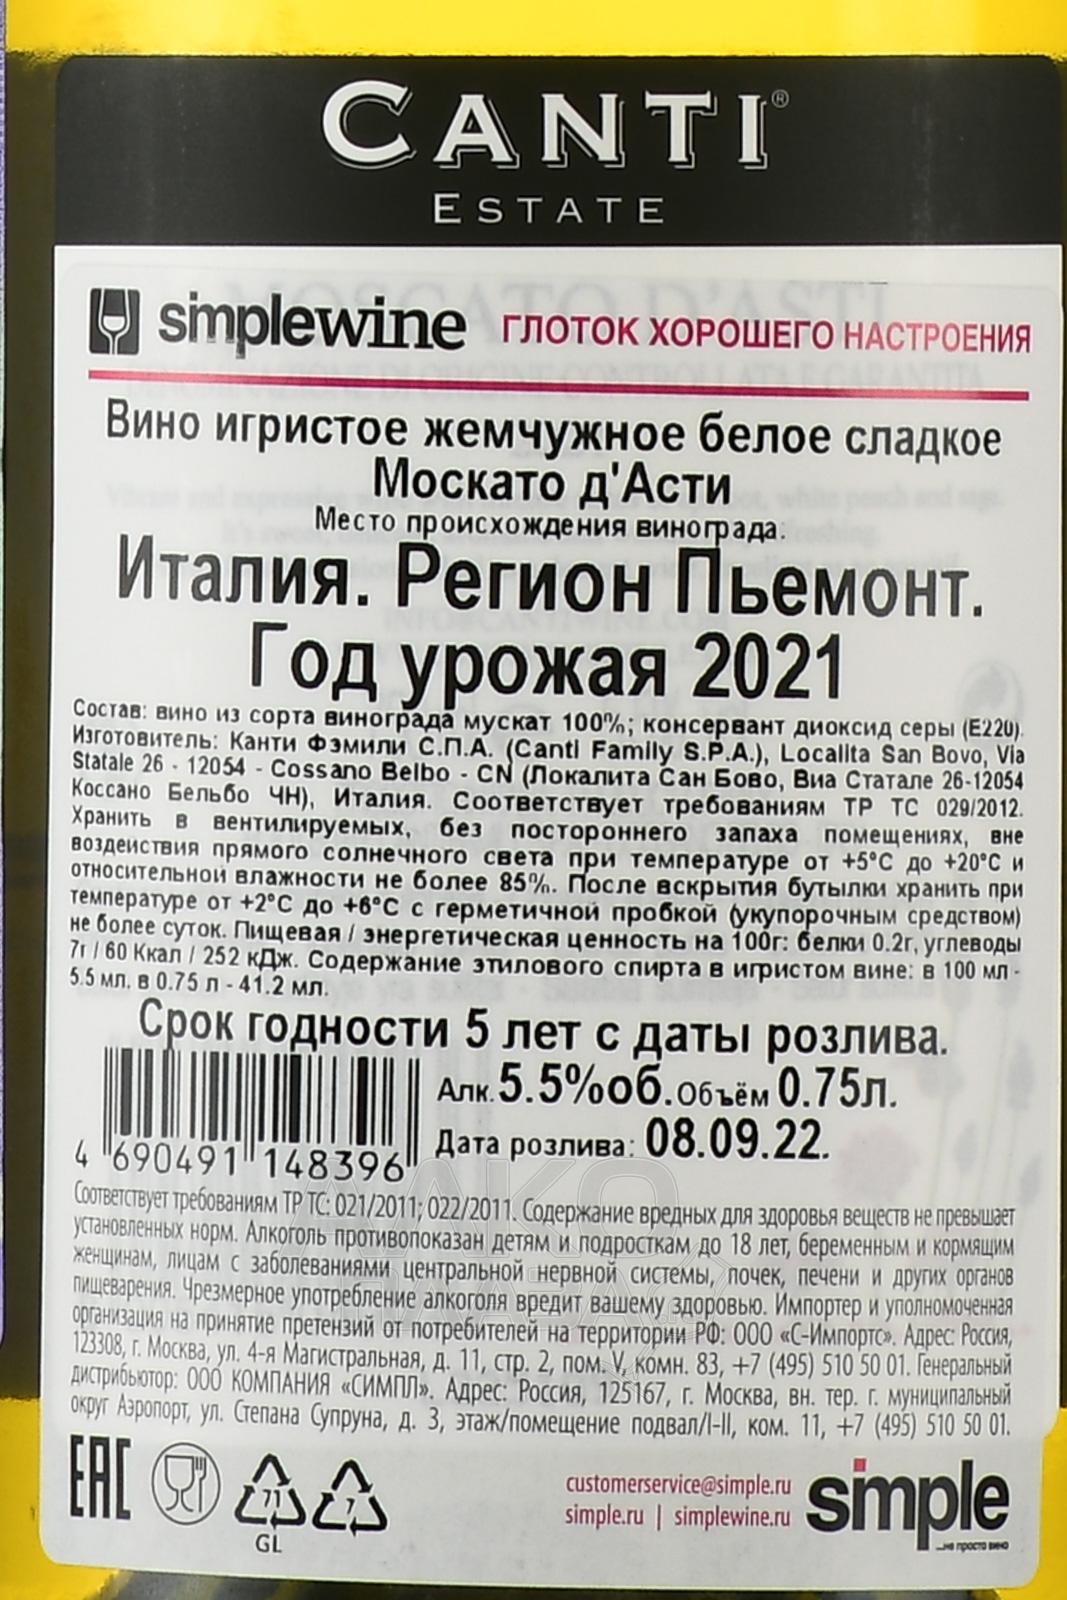 CANTI®
ESTATE
simplewine ГЛОТОК ХОРОШЕГО НАСТРОЕНИЯ
Вино игристое жемчужное белое сладкое
Москато д'Асти
Место происхождения винограда:
Италия. Регион Пьемонт.
Год урожая 2021
Состав: вино из сорта винограда мускат 100%; консервант диоксид серы (Е220).
Изготовитель: Канти Фэмили С.П.А. (Canti Family S.P.A.), Localita San Bovo, Via
Statale 26 - 12054 - Cossano Belbo - CN (Локалита Сан Бово, Виа Статале 26-12054
Коссано Бельбо ЧН), Италия. Соответствует требованиям ТР ТС 029/2012.
Хранить в вентилируемых, без постороннего запаха помещениях, вне
воздействия прямого солнечного света при температуре от +5°С до +20°С и
относительной влажности не более 85%. После вскрытия бутылки хранить при
температуре от +2°С до +6°С с герметичной пробкой (укупорочным средством)
не более суток. Пищевая / энергетическая ценность на 100г: белки 0.2г, углеводы
7г / 60 Ккал / 252 кДж. Содержание этилового спирта в игристом вине: в 100 мл -
5.5 мл, в 0.75 л - 41.2 мл.
Срок годности 5 лет с даты розлива.
Алк. 5.5%об. Объём 0.75л.
Дата розлива: 08.09.22.
4 690491 148396
Соответствует требованиям ТР ТС: 021/2011; 022/2011. Содержание вредных для здоровья веществ не превышает
установленных норм. Алкоголь противопоказан детям и подросткам до 18 лет, беременным и кормящим
женщинам, лицам с заболеваниями центральной нервной системы, почек, печени и других органов
пищеварения. Чрезмерное употребление алкоголя вредит вашему здоровью. Импортер и уполномоченная
организация на принятие претензий от потребителей на территории РФ: ООО «С-Импортс». Адрес: Россия,
123308, г. Москва, ул. 4-я Магистральная, д. 11, стр. 2, пом. V, комн. 83, +7 (495) 510 50 01. Генеральный
дистрибьютор: ООО КОМПАНИЯ «СИМПЛ». Адрес: Россия, 125167, г. Москва, вн. тер. г. муниципальный
округ Аэропорт, ул. Степана Супруна, д. 3, этаж/помещение подвал/I-II, ком. 11, +7 (495) 510 50 01.
EAC
71
GL
7
customerservice@simple.ru
simple.ru | simplewine.ru
simple
...не просто вино